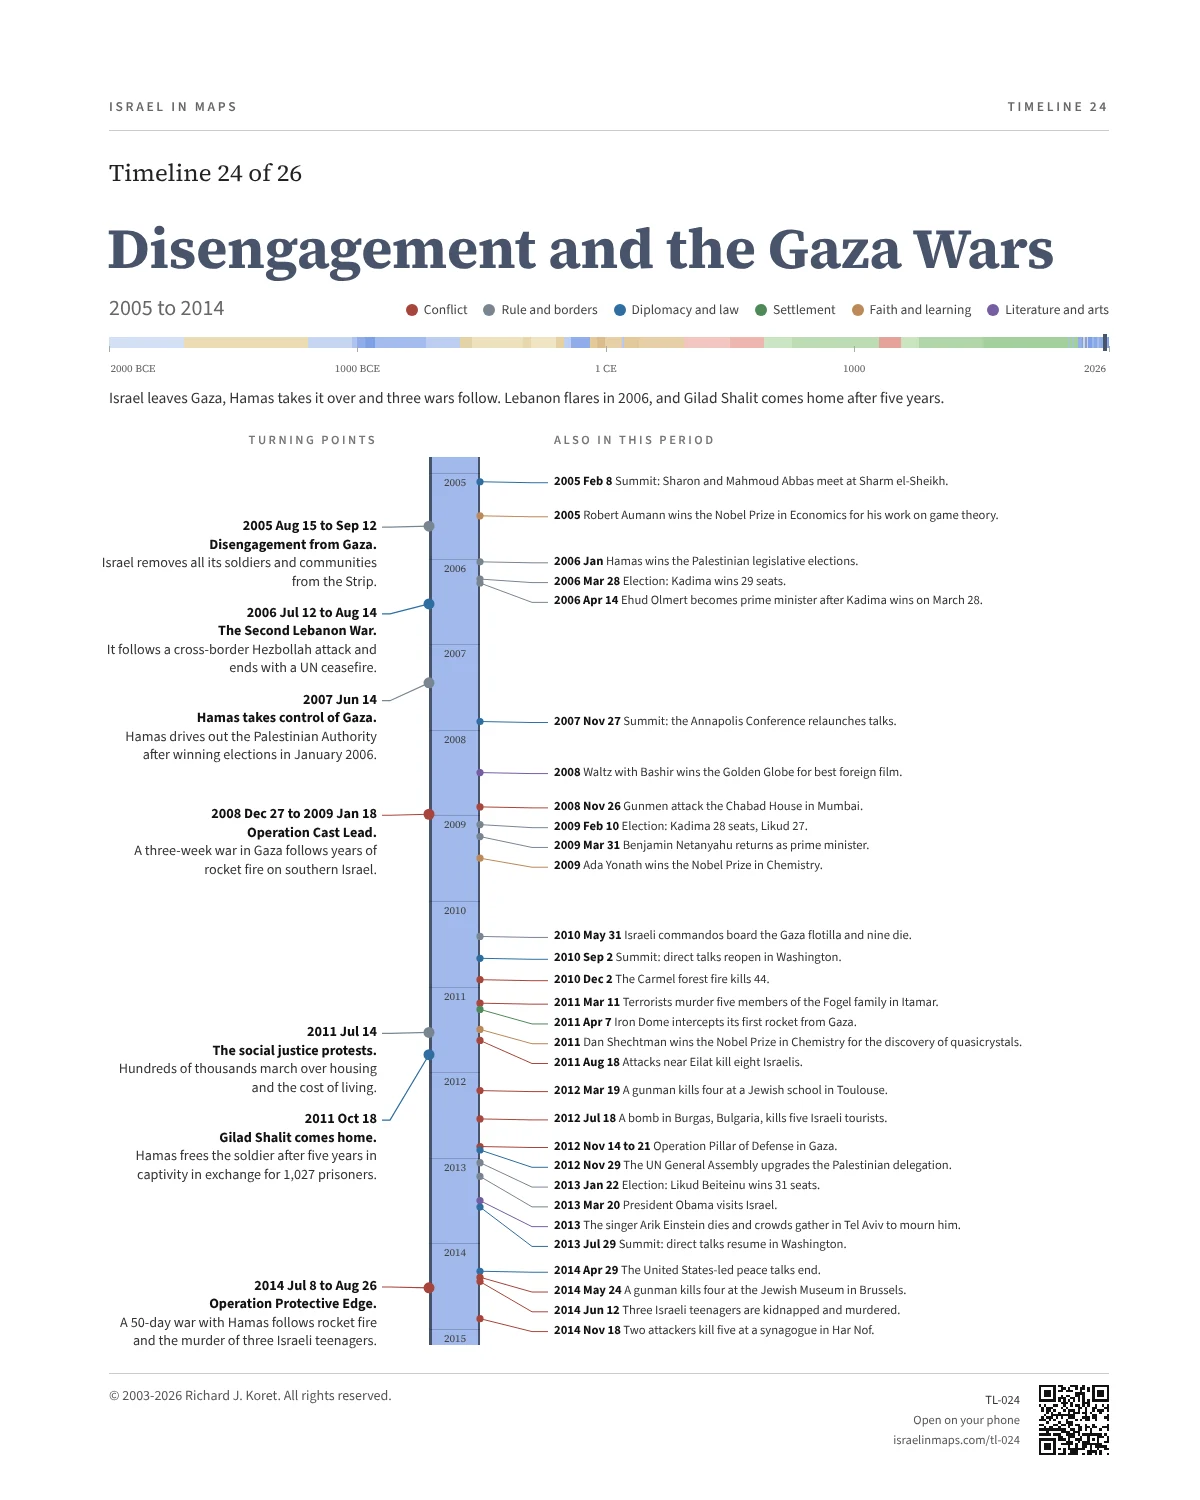 ISRAEL IN MAPS
TIMELINE 24
Timeline 24 of 26
Disengagement and the Gaza Wars
2005 to 2014
Conflict
Rule and borders
Diplomacy and law
Settlement
Faith and learning
Literature and arts
2000 BCE
1000 BCE
1 CE
1000
2026
Israel leaves Gaza, Hamas takes it over and three wars follow. Lebanon flares in 2006, and Gilad Shalit comes home after five years.
TURNING POINTS
2005 Aug 15 to Sep 12
Disengagement from Gaza.
Israel removes all its soldiers and communities
from the Strip.
2006 Jul 12 to Aug 14
The Second Lebanon War.
It follows a cross-border Hezbollah attack and
ends with a UN ceasefire.
2007 Jun 14
Hamas takes control of Gaza.
Hamas drives out the Palestinian Authority
after winning elections in January 2006.
2008 Dec 27 to 2009 Jan 18
Operation Cast Lead.
A three-week war in Gaza follows years of
rocket fire on southern Israel.
2011 Jul 14
The social justice protests.
Hundreds of thousands march over housing
and the cost of living.
2011 Oct 18
Gilad Shalit comes home.
Hamas frees the soldier after five years in
captivity in exchange for 1,027 prisoners.
2014 Jul 8 to Aug 26
Operation Protective Edge.
A 50-day war with Hamas follows rocket fire
and the murder of three Israeli teenagers.
2005
2006
2007
2008
2009
2010
2011
2012
2013
2014
2015
ALSO IN THIS PERIOD
2005 Feb 8 Summit: Sharon and Mahmoud Abbas meet at Sharm el-Sheikh.
2005 Robert Aumann wins the Nobel Prize in Economics for his work on game theory.
2006 Jan Hamas wins the Palestinian legislative elections.
2006 Mar 28 Election: Kadima wins 29 seats.
2006 Apr 14 Ehud Olmert becomes prime minister after Kadima wins on March 28.
2007 Nov 27 Summit: the Annapolis Conference relaunches talks.
2008 Waltz with Bashir wins the Golden Globe for best foreign film.
2008 Nov 26 Gunmen attack the Chabad House in Mumbai.
2009 Feb 10 Election: Kadima 28 seats, Likud 27.
2009 Mar 31 Benjamin Netanyahu returns as prime minister.
2009 Ada Yonath wins the Nobel Prize in Chemistry.
2010 May 31 Israeli commandos board the Gaza flotilla and nine die.
2010 Sep 2 Summit: direct talks reopen in Washington.
2010 Dec 2 The Carmel forest fire kills 44.
2011 Mar 11 Terrorists murder five members of the Fogel family in Itamar.
2011 Apr 7 Iron Dome intercepts its first rocket from Gaza.
2011 Dan Shechtman wins the Nobel Prize in Chemistry for the discovery of quasicrystals.
2011 Aug 18 Attacks near Eilat kill eight Israelis.
2012 Mar 19 A gunman kills four at a Jewish school in Toulouse.
2012 Jul 18 A bomb in Burgas, Bulgaria, kills five Israeli tourists.
2012 Nov 14 to 21 Operation Pillar of Defense in Gaza.
2012 Nov 29 The UN General Assembly upgrades the Palestinian delegation.
2013 Jan 22 Election: Likud Beiteinu wins 31 seats.
2013 Mar 20 President Obama visits Israel.
2013 The singer Arik Einstein dies and crowds gather in Tel Aviv to mourn him.
2013 Jul 29 Summit: direct talks resume in Washington.
2014 Apr 29 The United States-led peace talks end.
2014 May 24 A gunman kills four at the Jewish Museum in Brussels.
2014 Jun 12 Three Israeli teenagers are kidnapped and murdered.
2014 Nov 18 Two attackers kill five at a synagogue in Har Nof.
© 2003-2026 Richard J. Koret. All rights reserved.
TL-024
Open on your phone
israelinmaps.com/tl-024